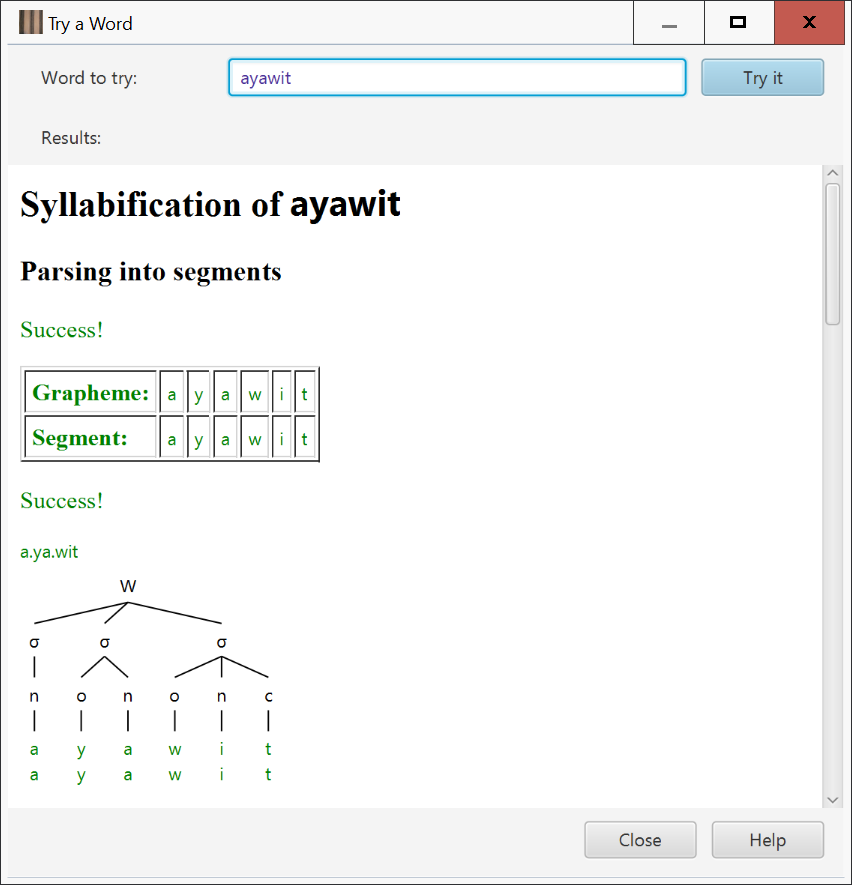 Try a Word
Word to try: ayawit Try it
Results:
Syllabification of ayawit
Parsing into segments
Success!
Grapheme: a y a w i t
Segment: a y a w i t
Success!
a.ya.wit
W
σ σ σ
n o n o n c
a y a w i t
a y a w i t
Close Help